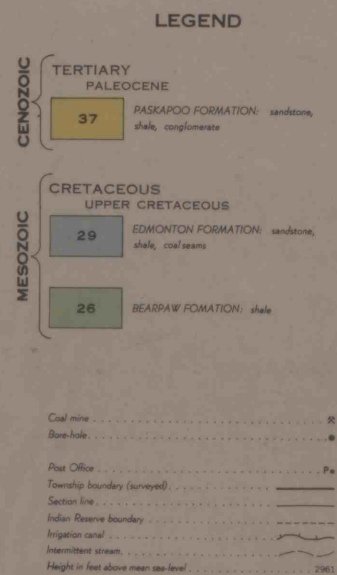 LEGEND
CENOZOIC
TERTIARY
PALEOCENE
37
PASKAPOO FORMATION: sandstone,
shale, conglomerate
MESOZOIC
CRETACEOUS
UPPER CRETACEOUS
29
EDMONTON FORMATION: sandstone,
shale, coal seams
26
BEARPAW FOMATION: shale
Coal mine
Bore-hole
Post Office P
Township boundary (surveyed)
Section line
Indian Reserve boundary
Irrigation canal
Intermittent stream
Height in feet above mean sea-level 2961